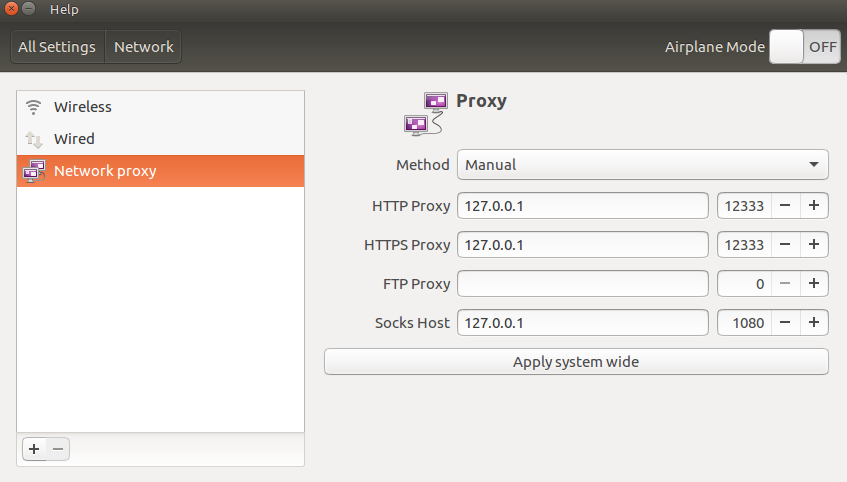 Help
All Settings Network Airplane Mode OFF
Wireless
Wired
Network proxy
Proxy
Method Manual
HTTP Proxy 127.0.0.1 12333 − +
HTTPS Proxy 127.0.0.1 12333 − +
FTP Proxy 0 − +
Socks Host 127.0.0.1 1080 − +
Apply system wide
+ −